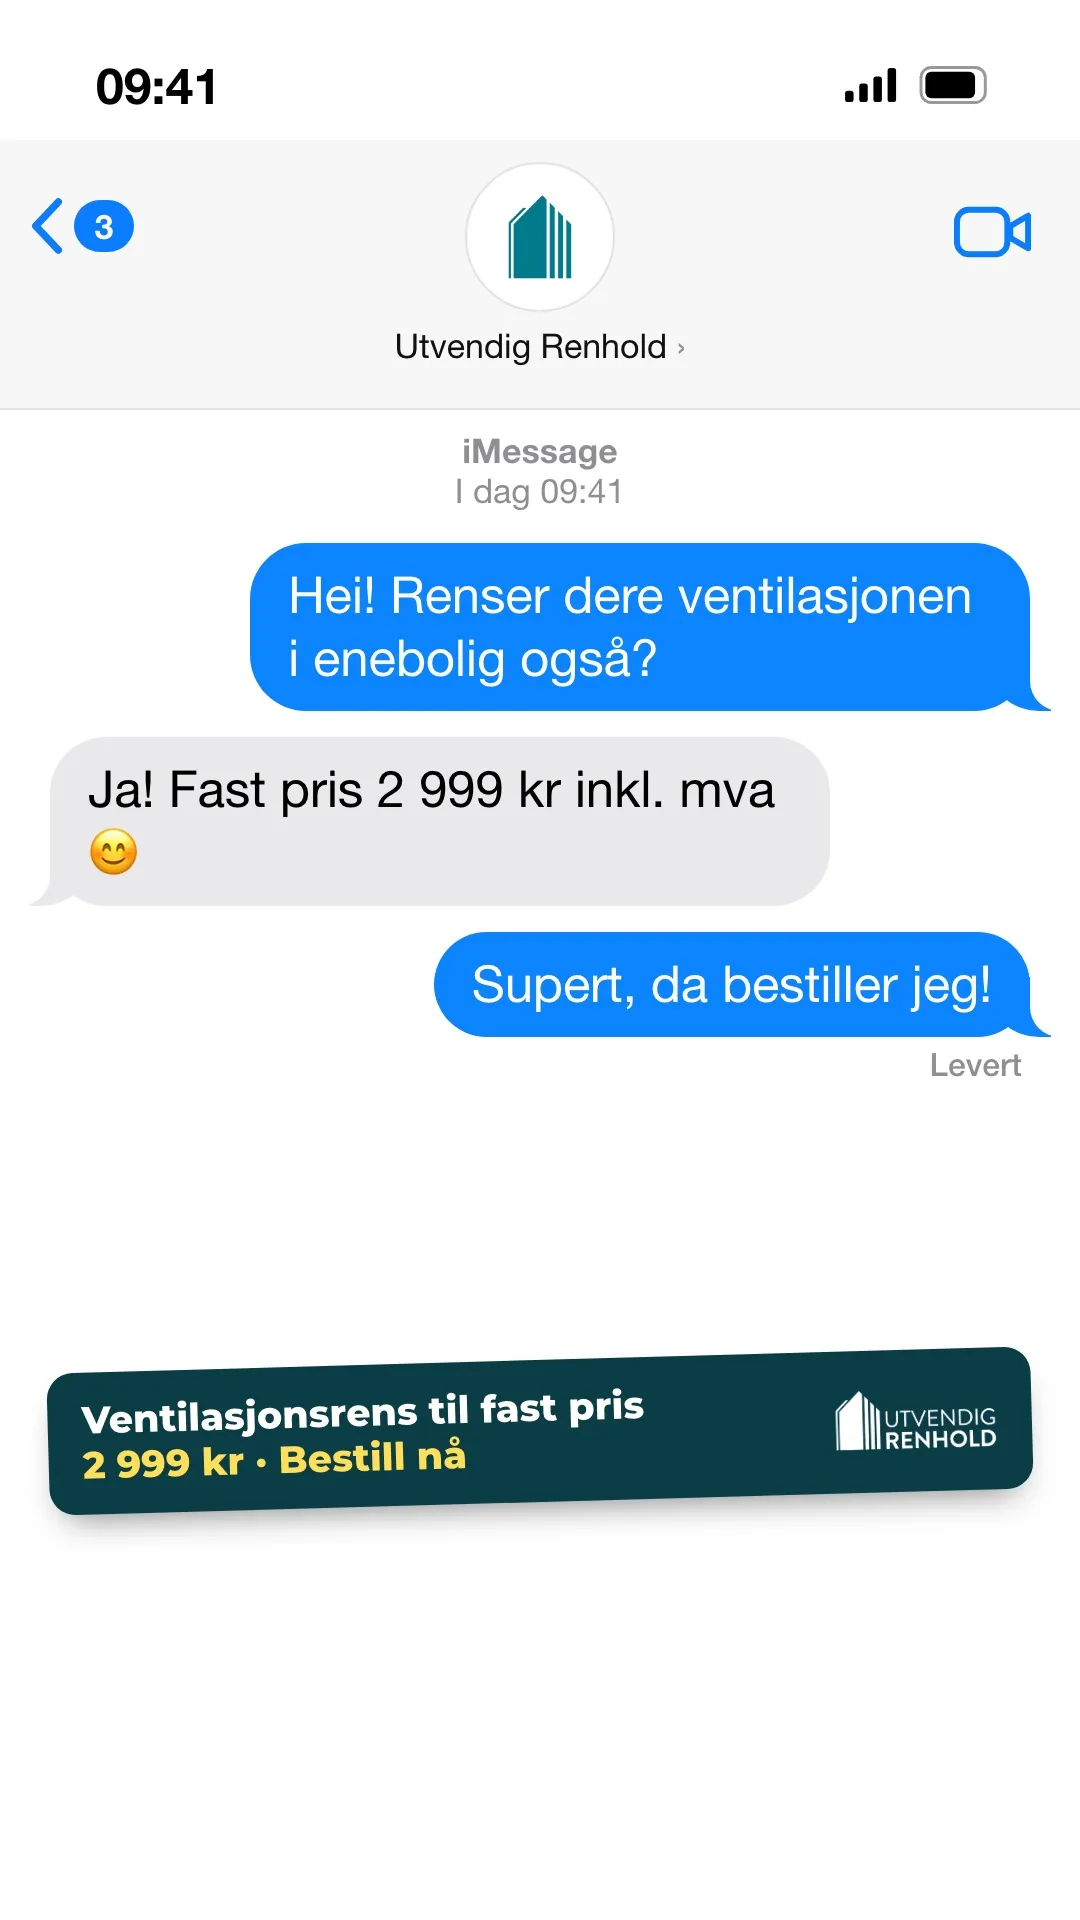 09:41
3
Utvendig Renhold ›
iMessage
I dag 09:41
Hei! Renser dere ventilasjonen
i enebolig også?
Ja! Fast pris 2 999 kr inkl. mva
😊
Supert, da bestiller jeg!
Levert
Ventilasjonsrens til fast pris
2 999 kr · Bestill nå
UTVENDIG
RENHOLD